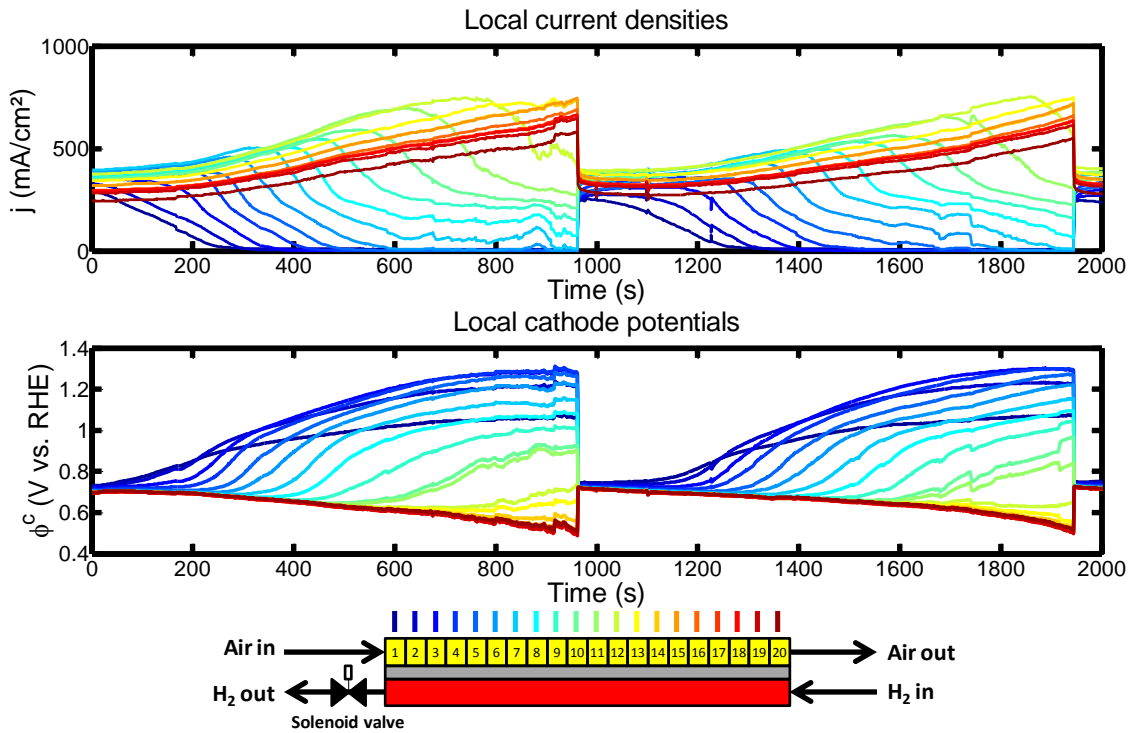 Local current densities
1000
500
0
j (mA/cm²)
0 200 400 600 800 1000 1200 1400 1600 1800 2000
Time (s)
Local cathode potentials
1.4
1.2
1
0.8
0.6
0.4
ϕᶜ (V vs. RHE)
0 200 400 600 800 1000 1200 1400 1600 1800 2000
Time (s)
Air in
1 2 3 4 5 6 7 8 9 10 11 12 13 14 15 16 17 18 19 20
Air out
H₂ out
H₂ in
Solenoid valve